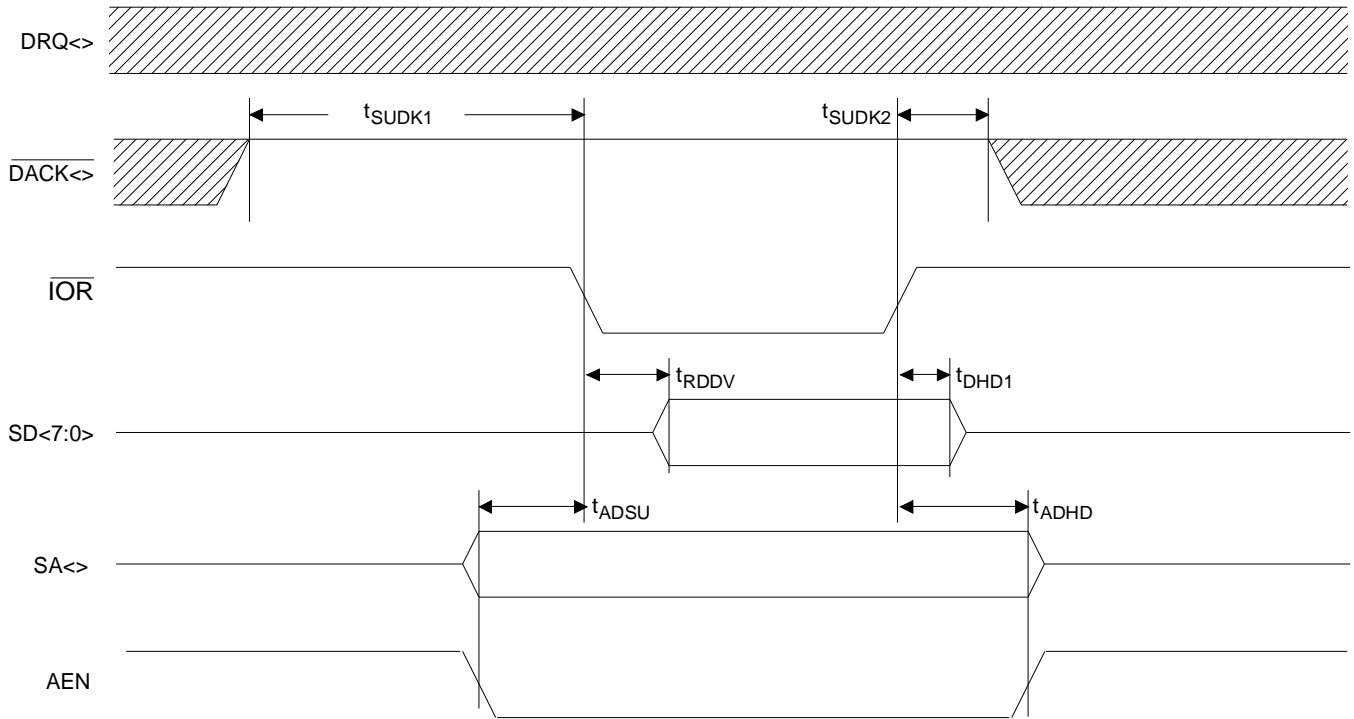 DRQ<>
tSUDK1
tSUDK2
DACK<>
IOR
tRDDV
tDHD1
SD<7:0>
tADSU
tADHD
SA<>
AEN